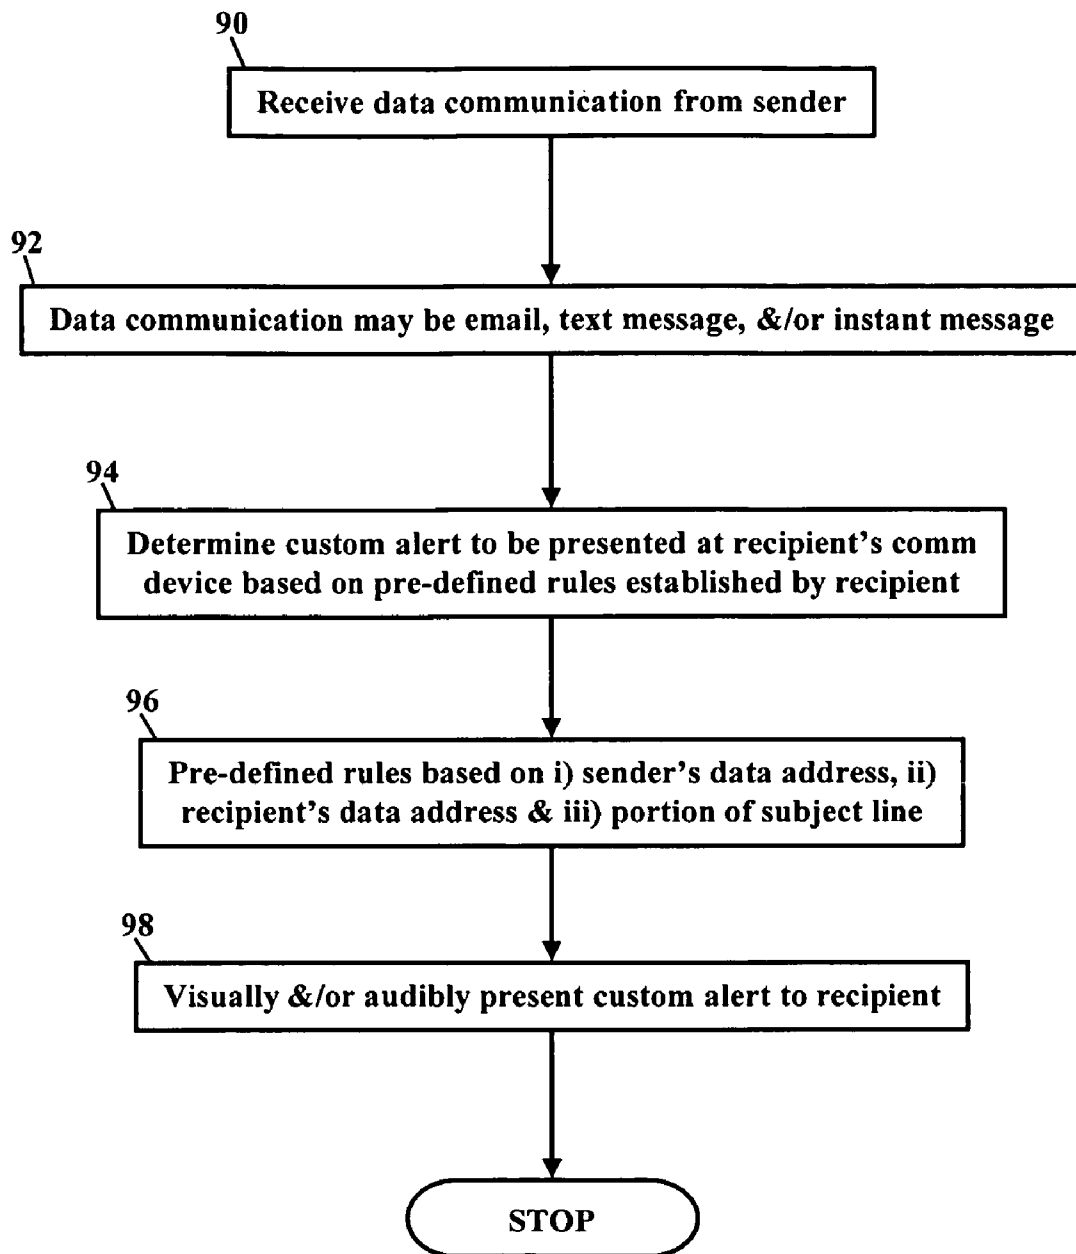 90
Receive data communication from sender
92
Data communication may be email, text message, &/or instant message
94
Determine custom alert to be presented at recipient's comm
device based on pre-defined rules established by recipient
96
Pre-defined rules based on i) sender's data address, ii)
recipient's data address & iii) portion of subject line
98
Visually &/or audibly present custom alert to recipient
STOP